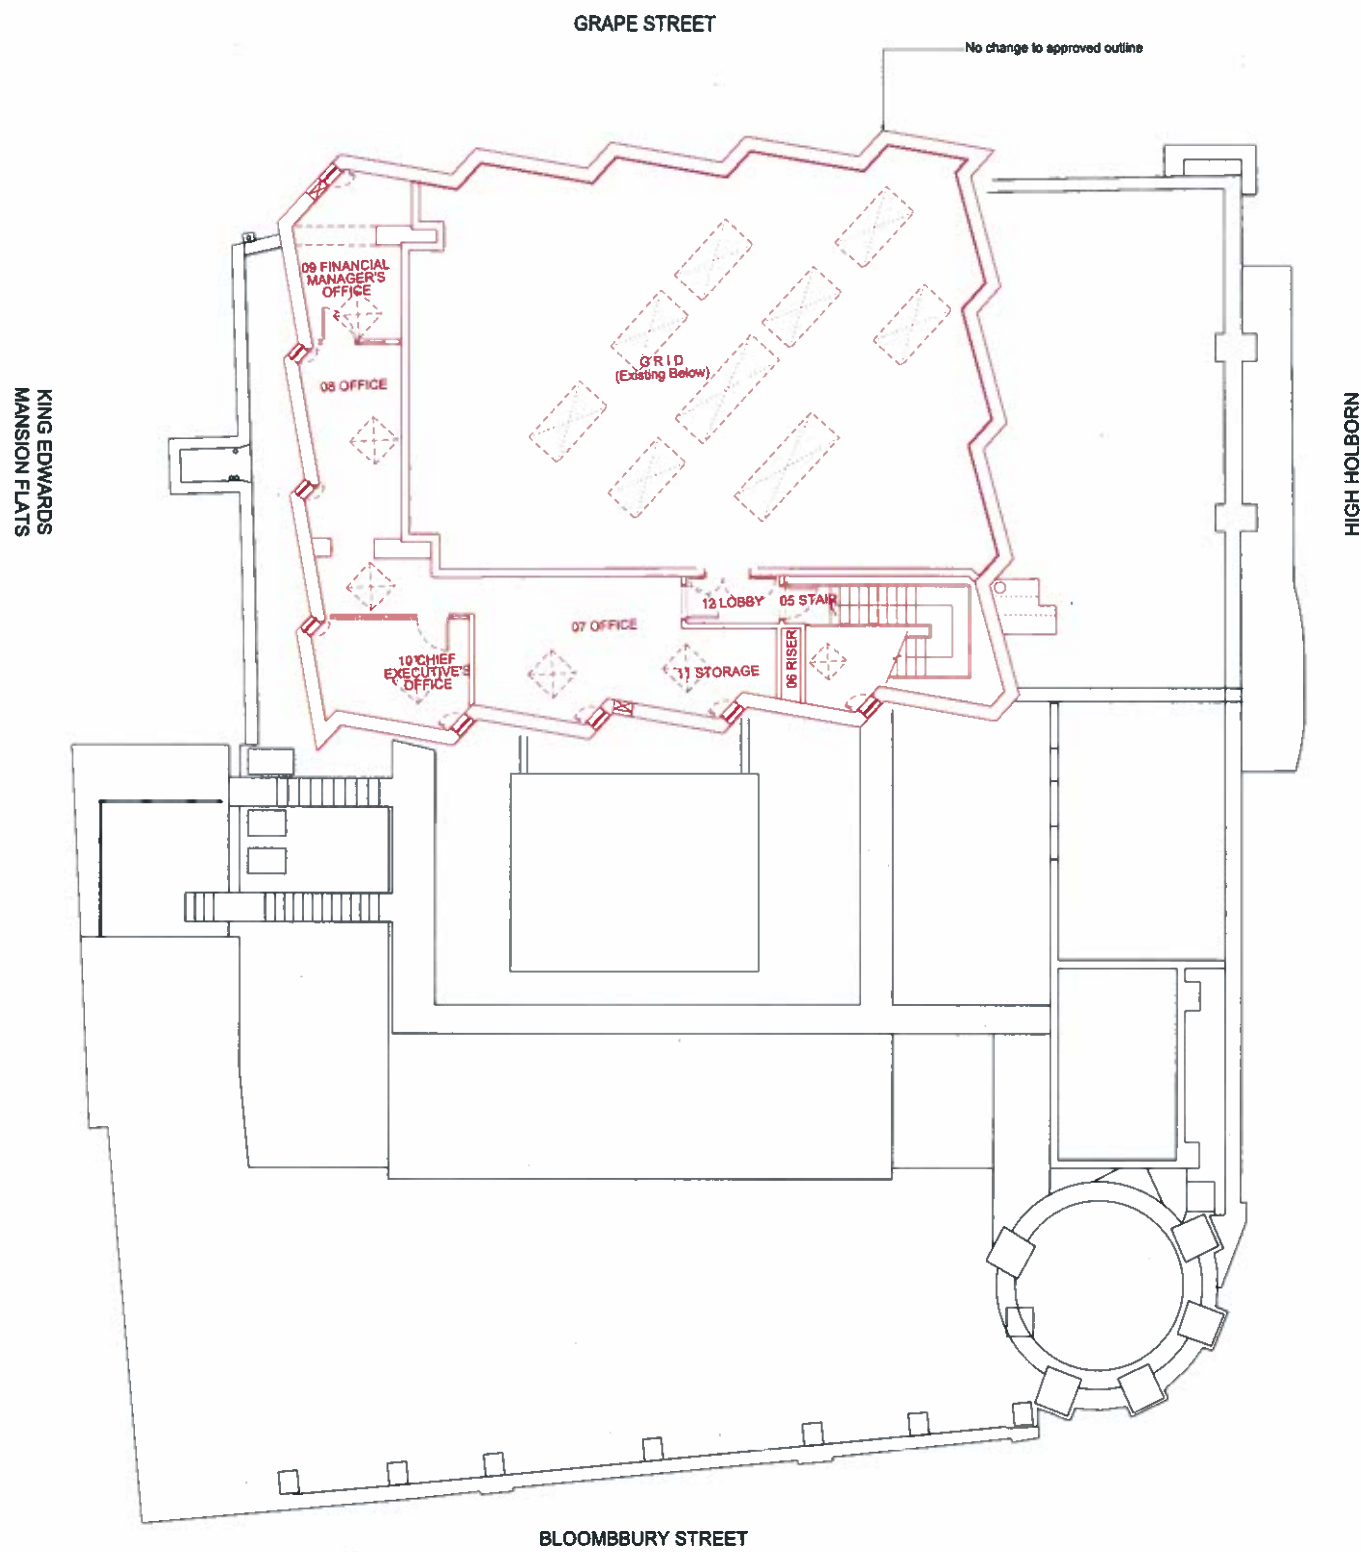 GRAPE STREET
No change to approved outline
09 FINANCIAL
MANAGER'S
OFFICE
08 OFFICE
G R I D
(Existing Below)
KING EDWARDS
MANSION FLATS
HIGH HOLBORN
12 LOBBY
05 STAIR
07 OFFICE
06 RISER
10 CHIEF
EXECUTIVE'S
OFFICE
11 STORAGE
BLOOMBBURY STREET